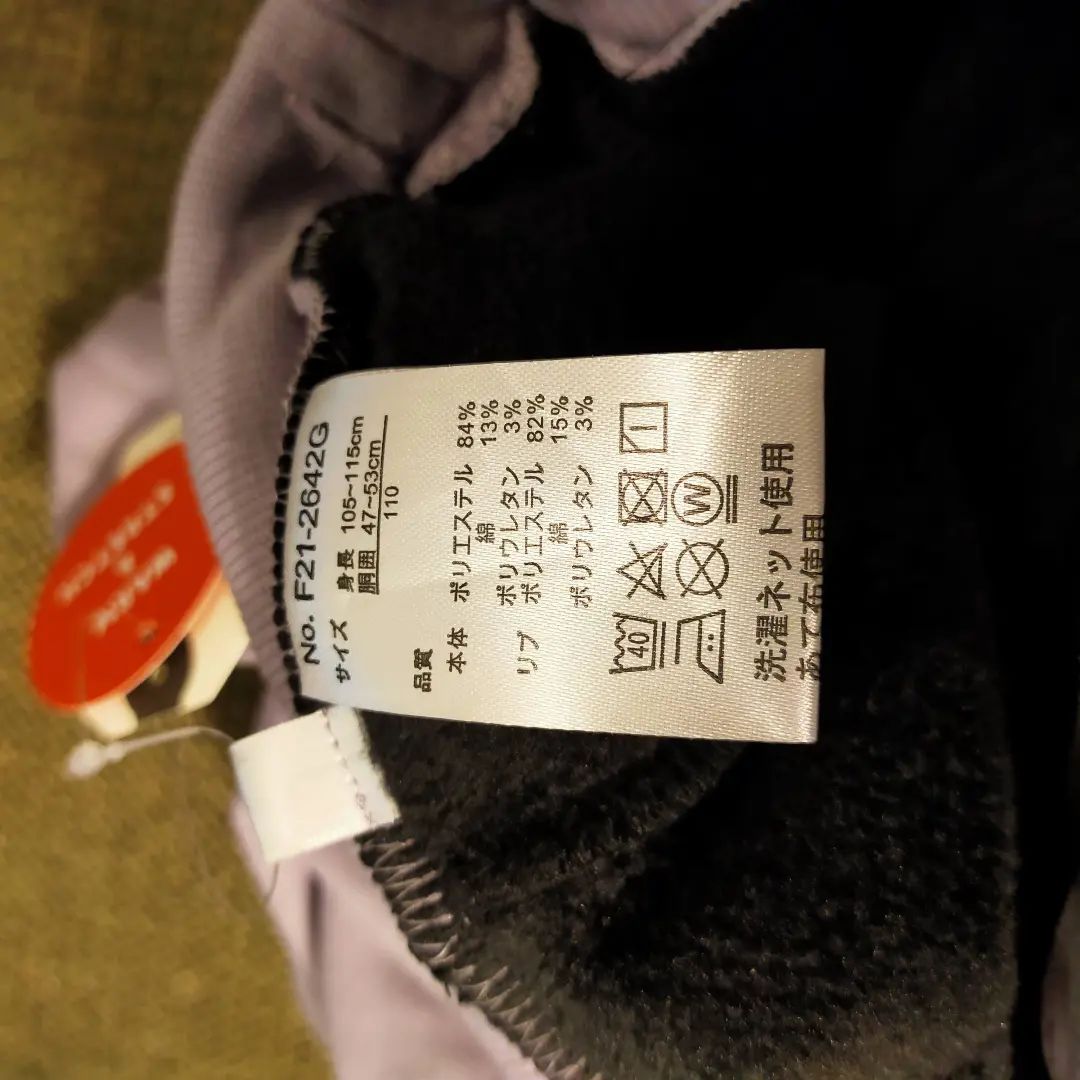 No. F21-2642G
サイズ 身長 105~115cm
胴囲 47~53cm
110
品質
本体 ポリエステル 84%
綿 13%
ポリウレタン 3%
リブ ポリエステル 82%
綿 15%
ポリウレタン 3%
40
W
洗濯ネット使用
あて布使用
WARM
&
STRETCH